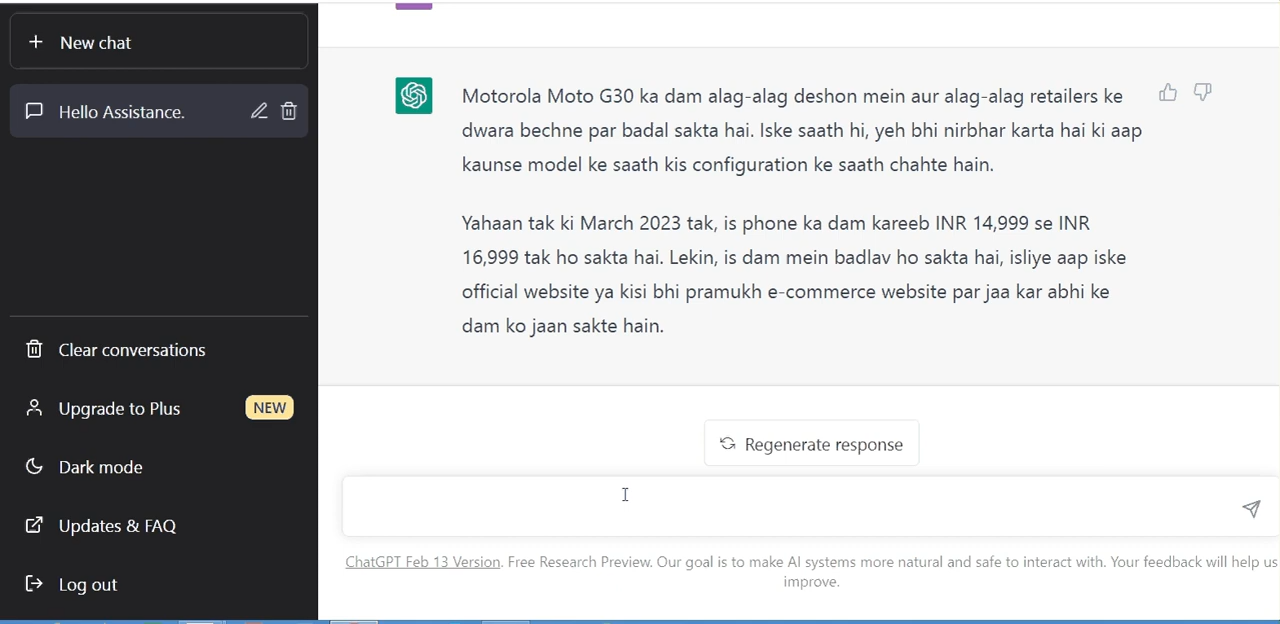 New chat
Hello Assistance.
Clear conversations
Upgrade to Plus
NEW
Dark mode
Updates & FAQ
Log out
Motorola Moto G30 ka dam alag-alag deshon mein aur alag-alag retailers ke
dwara bechne par badal sakta hai. Iske saath hi, yeh bhi nirbhar karta hai ki aap
kaunse model ke saath kis configuration ke saath chahte hain.
Yahaan tak ki March 2023 tak, is phone ka dam kareeb INR 14,999 se INR
16,999 tak ho sakta hai. Lekin, is dam mein badlav ho sakta hai, isliye aap iske
official website ya kisi bhi pramukh e-commerce website par jaa kar abhi ke
dam ko jaan sakte hain.
Regenerate response
ChatGPT Feb 13 Version. Free Research Preview. Our goal is to make AI systems more natural and safe to interact with. Your feedback will help us
improve.